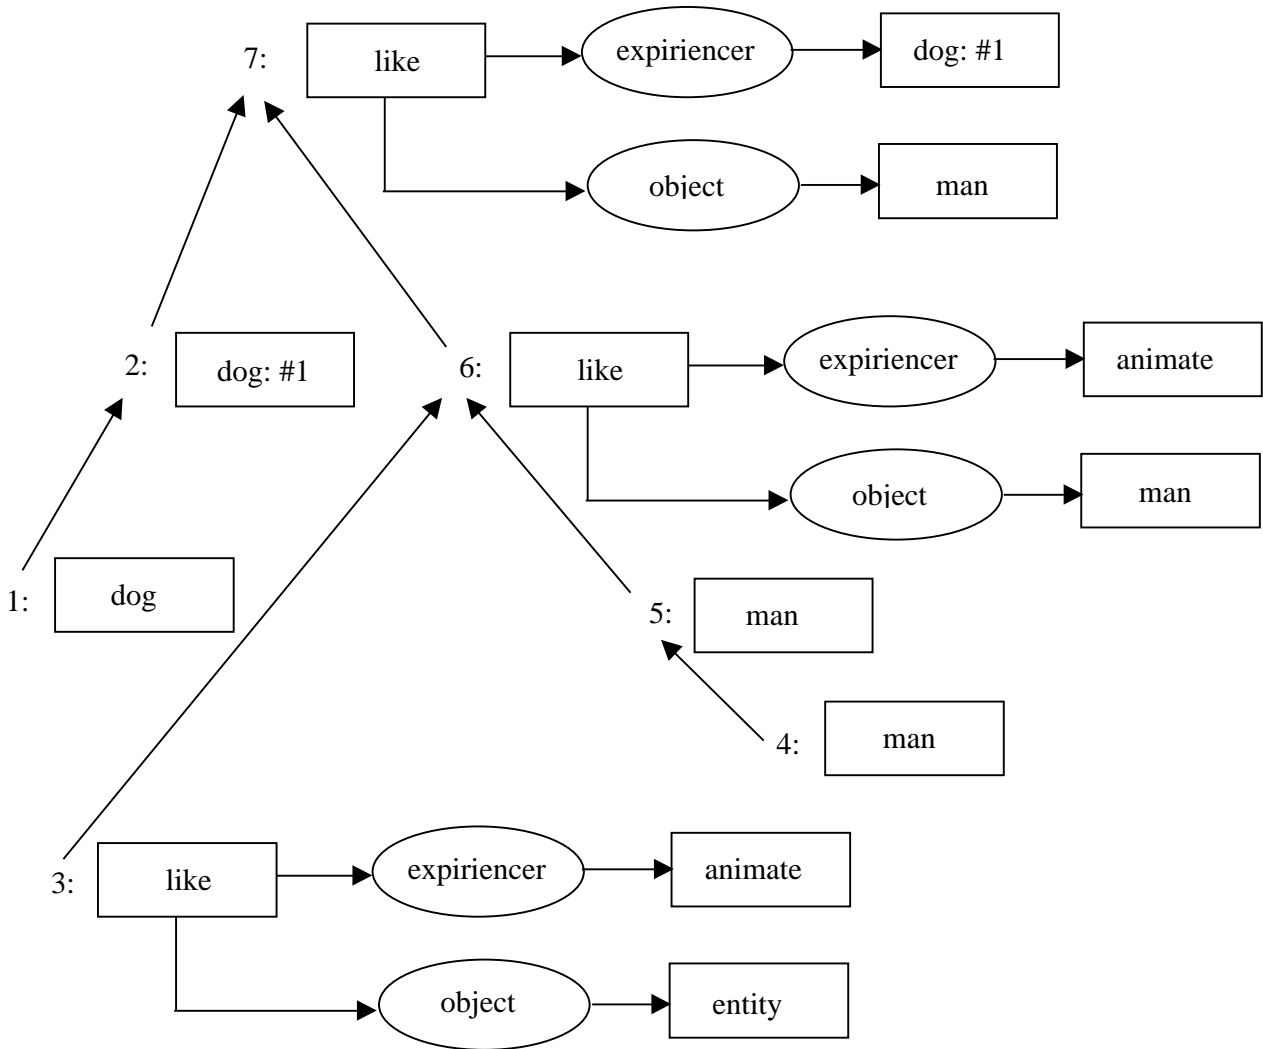 7: like expiriencer dog: #1
object man
2: dog: #1 6: like expiriencer animate
object man
1: dog
5: man
4: man
3: like expiriencer animate
object entity